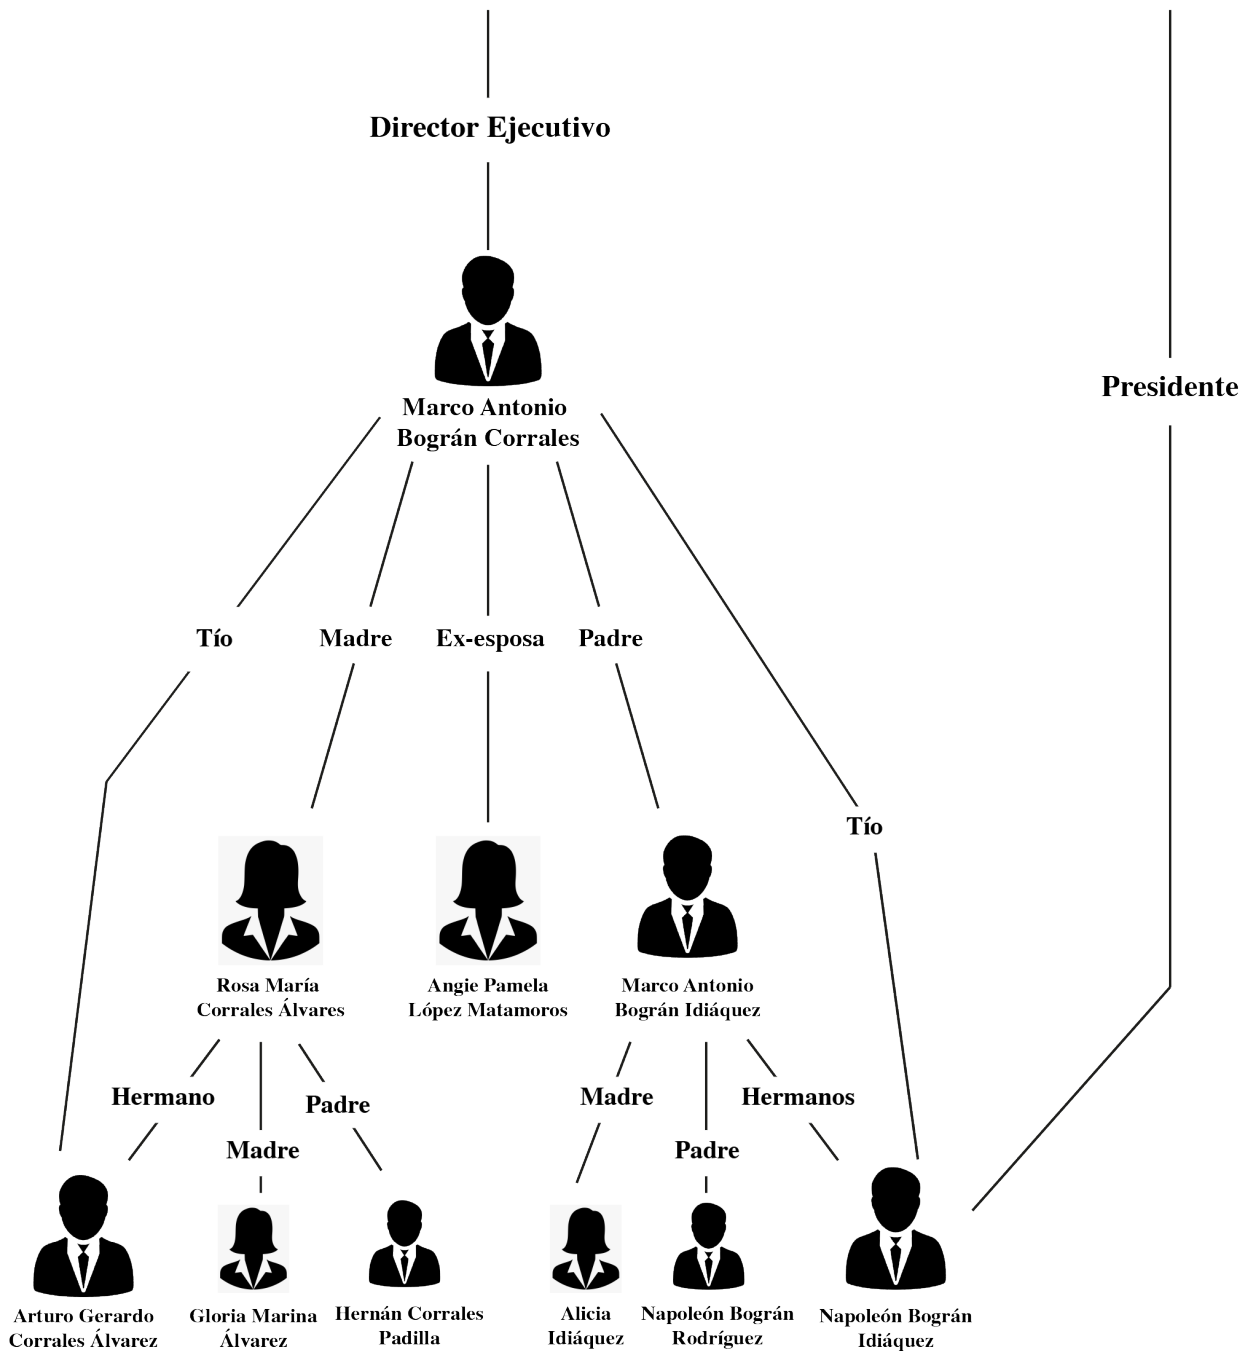 Director Ejecutivo
Presidente
Marco Antonio
Bográn Corrales
Tío
Madre
Ex-esposa
Padre
Tío
Rosa María
Corrales Álvares
Angie Pamela
López Matamoros
Marco Antonio
Bográn Idiáquez
Hermano
Madre
Padre
Madre
Padre
Hermanos
Arturo Gerardo
Corrales Álvarez
Gloria Marina
Álvarez
Hernán Corrales
Padilla
Alicia
Idiáquez
Napoleón Bográn
Rodríguez
Napoleón Bográn
Idiáquez